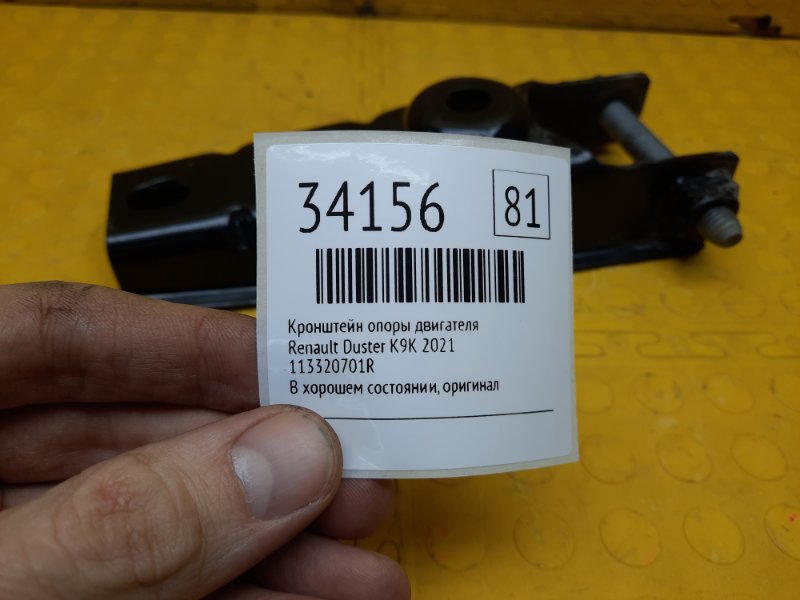 34156 81
Кронштейн опоры двигателя
Renault Duster K9K 2021
113320701R
В хорошем состоянии, оригинал